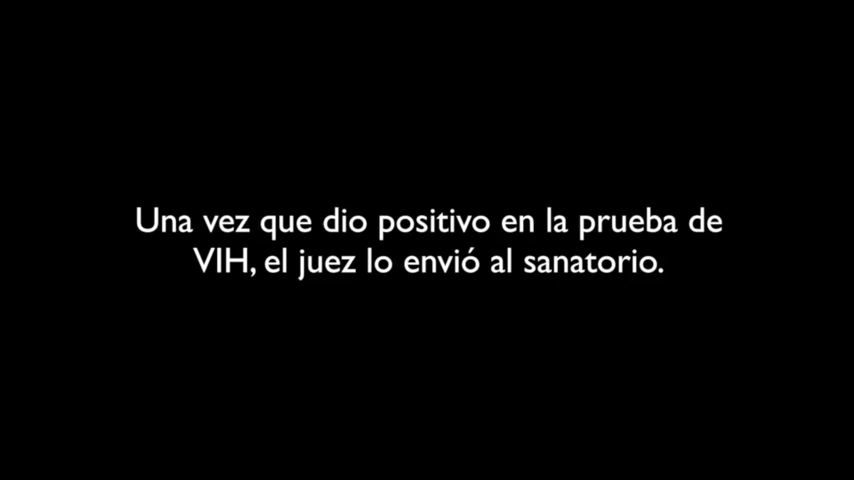 Una vez que dio positivo en la prueba de
VIH, el juez lo envió al sanatorio.